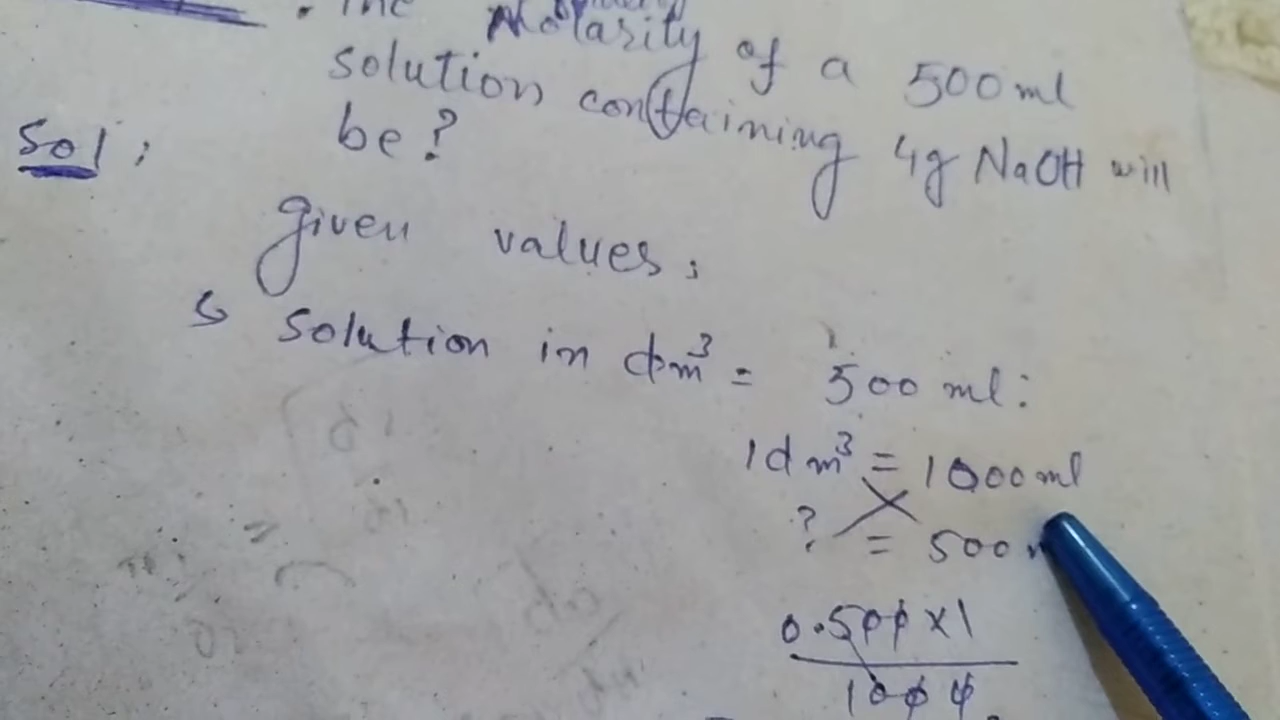 . The Molarity of a 500ml
solution containing 4g NaOH will
be?
Sol:
given values,
solution in dm³ = 500 ml:
1dm³ = 1000ml
? = 500
0.500 x 1
1000